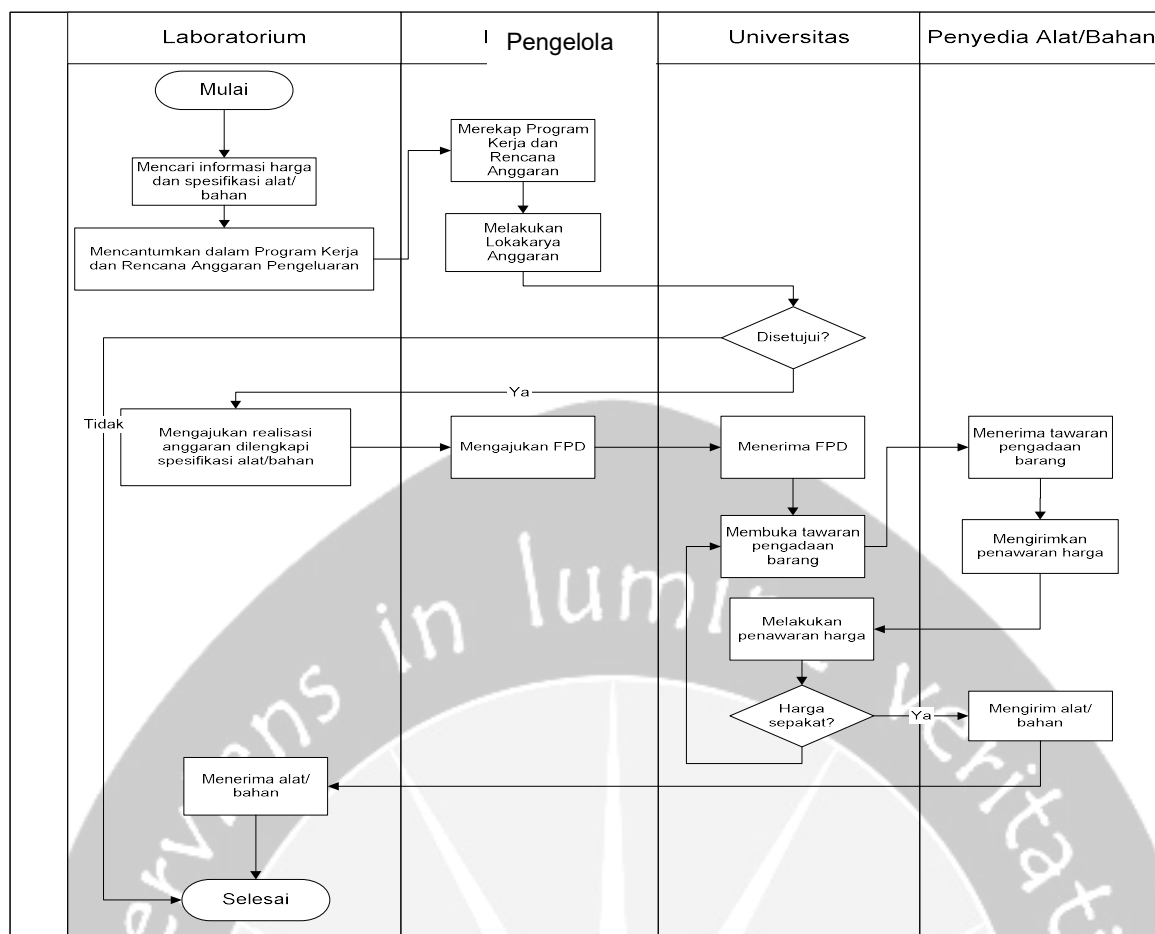 Laboratorium
Pengelola
Universitas
Penyedia Alat/Bahan
Mulai
Mencari informasi harga
dan spesifikasi alat/
bahan
Mencantumkan dalam Program Kerja
dan Rencana Anggaran Pengeluaran
Merekap Program
Kerja dan
Rencana
Anggaran
Melakukan
Lokakarya
Anggaran
Disetujui?
Ya
Tidak
Mengajukan realisasi
anggaran dilengkapi
spesifikasi alat/bahan
Mengajukan FPD
Menerima FPD
Menerima tawaran
pengadaan
barang
Membuka tawaran
pengadaan
barang
Mengirimkan
penawaran harga
Melakukan
penawaran harga
Harga
sepakat?
Ya
Mengirim alat/
bahan
Menerima alat/
bahan
Selesai
in